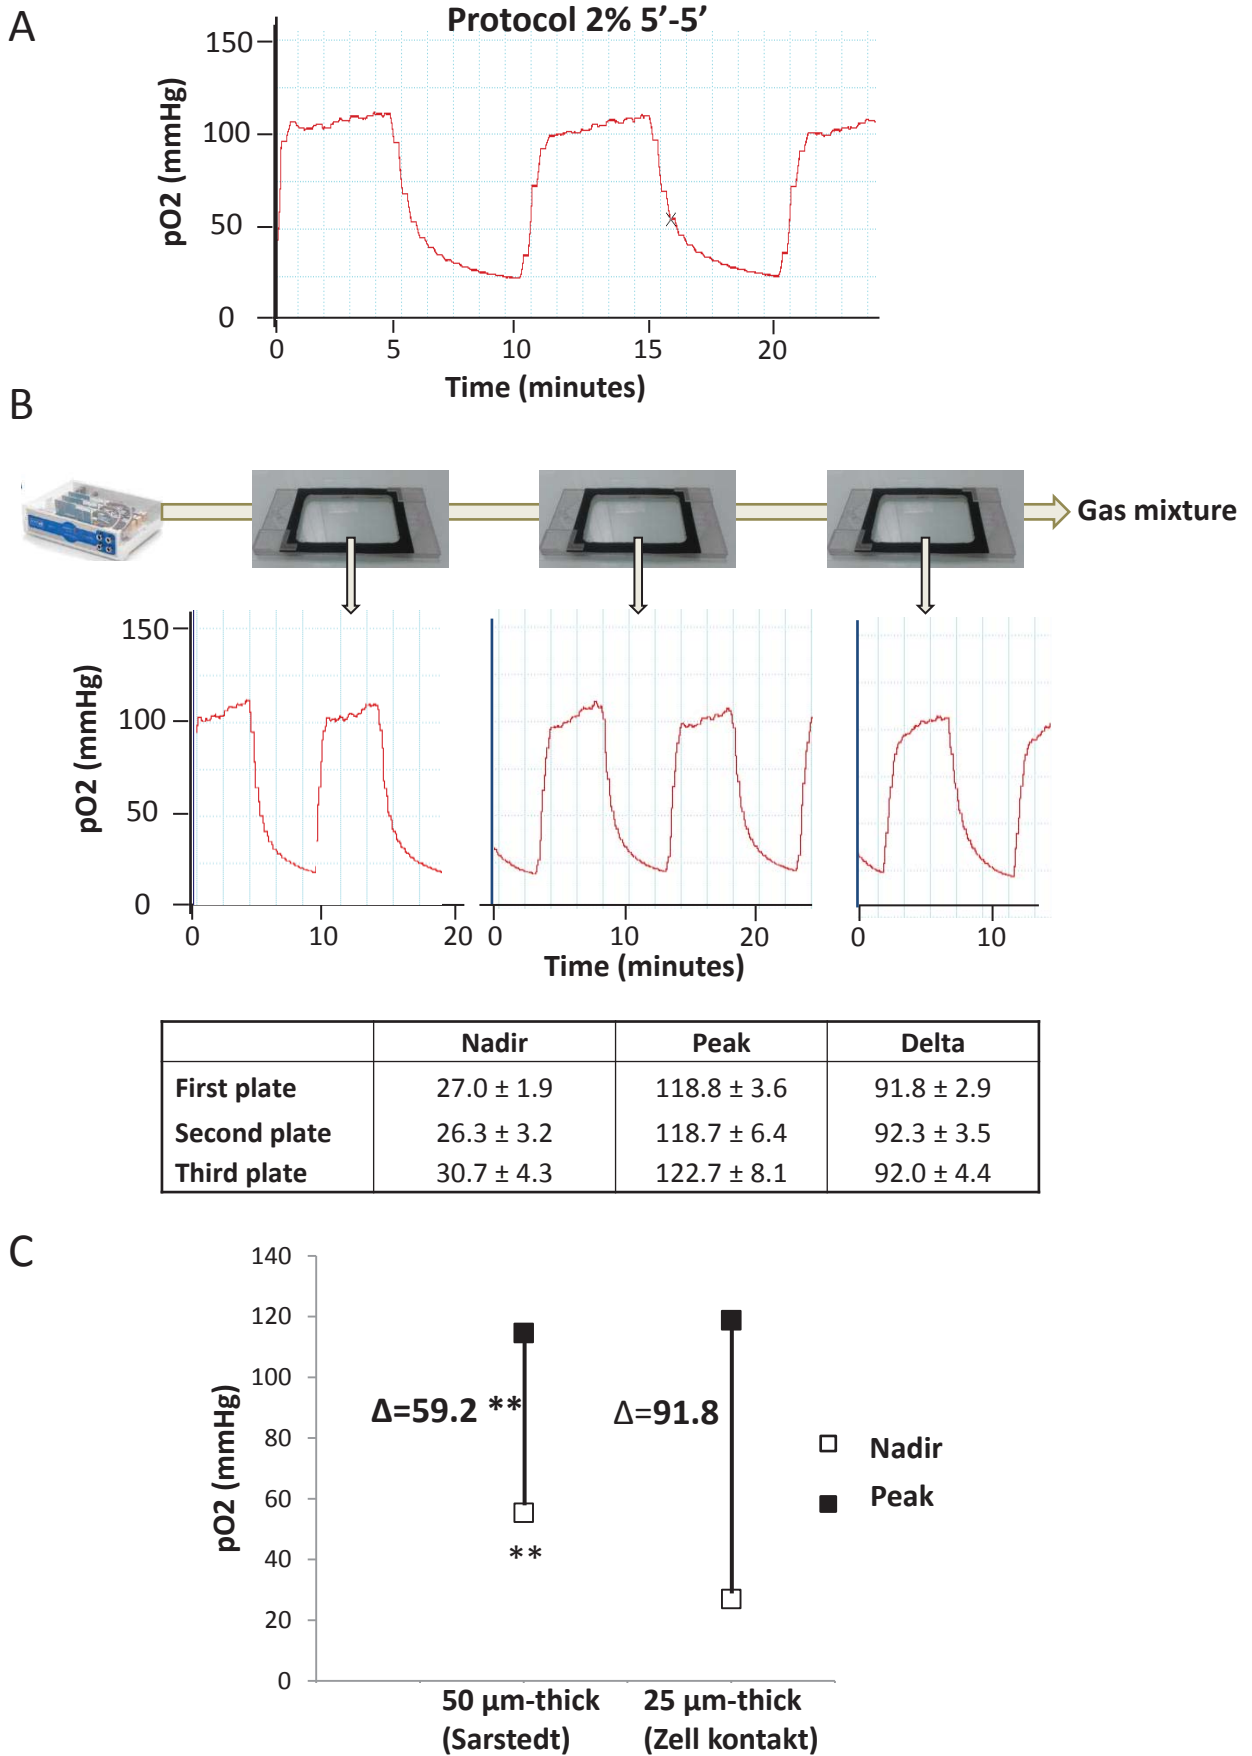 A
Protocol 2% 5’-5’
150
100
50
0
pO2 (mmHg)
0 5 10 15 20
Time (minutes)
B
Gas mixture
150
100
50
0
pO2 (mmHg)
0 10 20 0 10 20 0 10
Time (minutes)
Nadir Peak Delta
First plate 27.0 ± 1.9 118.8 ± 3.6 91.8 ± 2.9
Second plate 26.3 ± 3.2 118.7 ± 6.4 92.3 ± 3.5
Third plate 30.7 ± 4.3 122.7 ± 8.1 92.0 ± 4.4
C
140
120
100
80
60
40
20
0
pO2 (mmHg)
Δ=59.2 ** Δ=91.8
**
Nadir
Peak
50 µm-thick 25 µm-thick
(Sarstedt) (Zell kontakt)